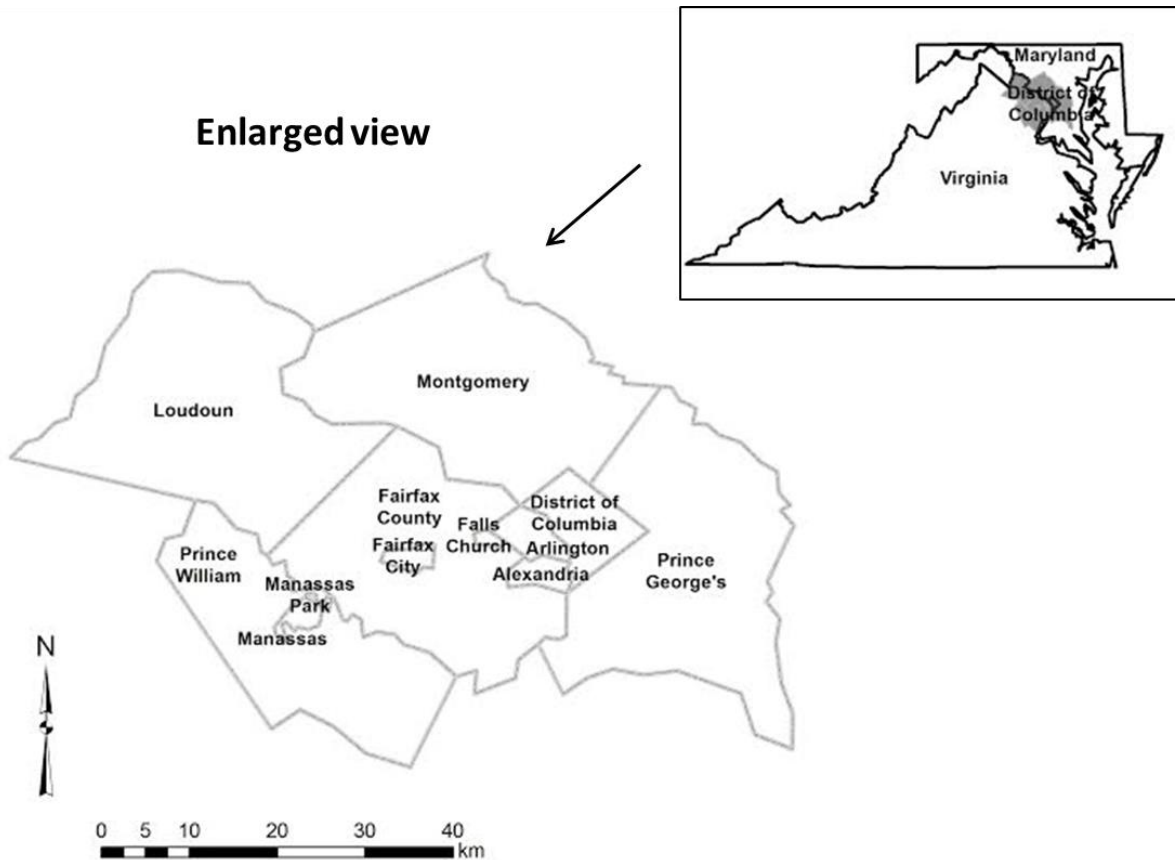 Maryland
District of
Columbia
Virginia
Enlarged view
Montgomery
Loudoun
Fairfax
County
District of
Columbia
Falls
Church
Arlington
Fairfax
City
Prince
William
Alexandria
Prince
George's
Manassas
Park
Manassas
N
0 5 10 20 30 40
km